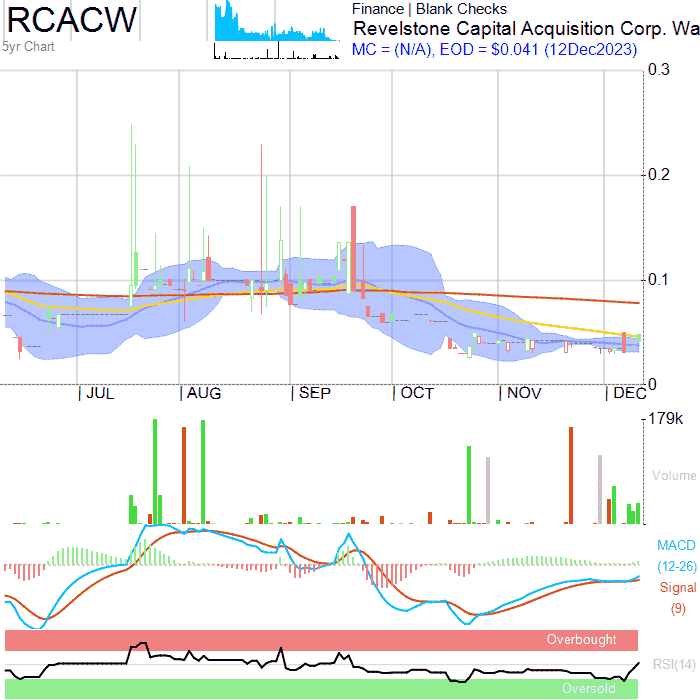 RCACW
5yr Chart
Finance | Blank Checks
Revelstone Capital Acquisition Corp. Wa
MC = (N/A), EOD = $0.041 (12Dec2023)
0.3
0.2
0.1
0
JUL AUG SEP OCT NOV DEC
179k
Volume
MACD
(12-26)
Signal
(9)
Overbought
RSI(14)
Oversold